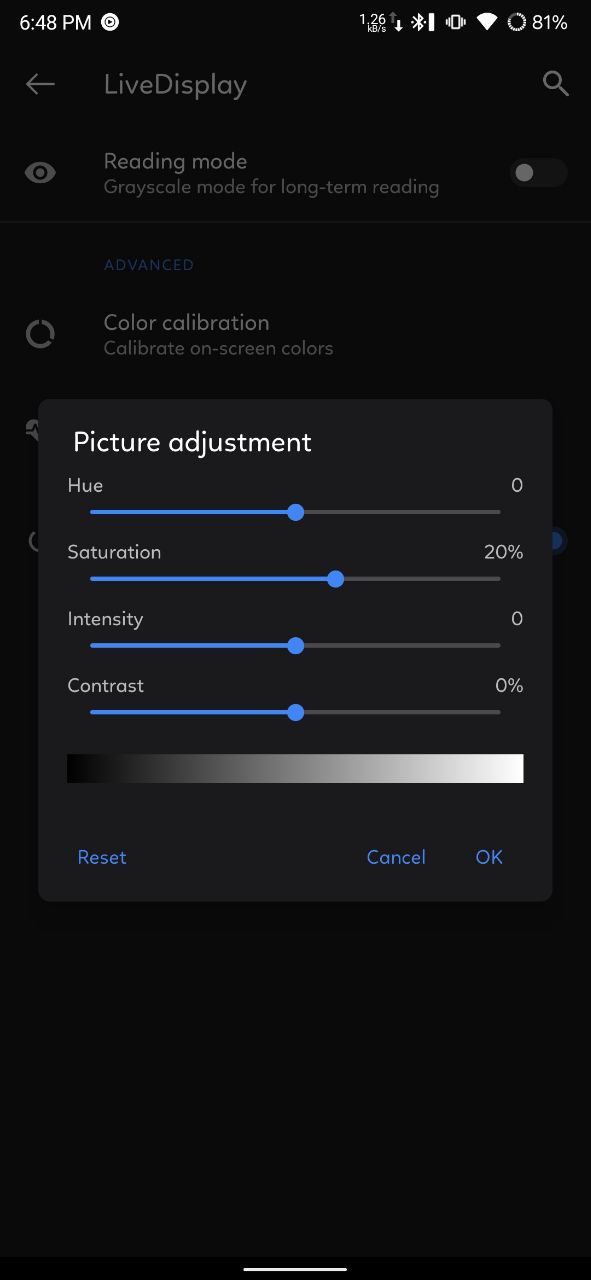 6:48 PM 1.26 kB/s 81%
LiveDisplay
Reading mode
Grayscale mode for long-term reading
ADVANCED
Color calibration
Calibrate on-screen colors
Picture adjustment
Hue 0
Saturation 20%
Intensity 0
Contrast 0%
Reset Cancel OK